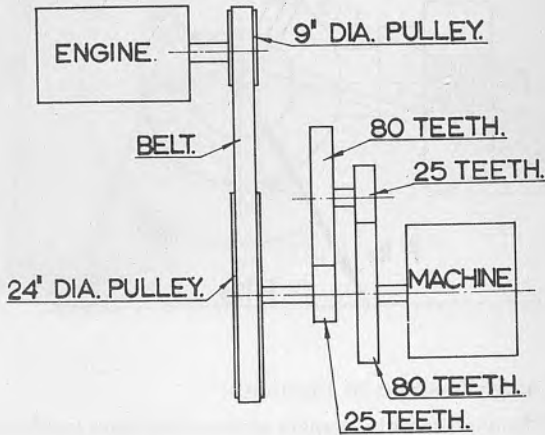 9" DIA. PULLEY.
ENGINE.
BELT.
80 TEETH.
25 TEETH.
24" DIA. PULLEY.
MACHINE
80 TEETH.
25 TEETH.